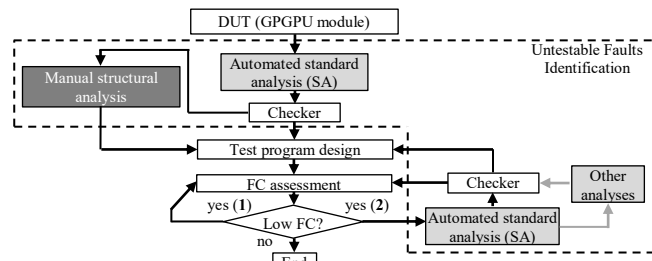 DUT (GPGPU module)
Untestable Faults
Identification
Automated standard
analysis (SA)
Manual structural
analysis
Checker
Test program design
Other
analyses
Checker
FC assessment
yes (1)
yes (2)
Low FC?
Automated standard
analysis (SA)
no
End